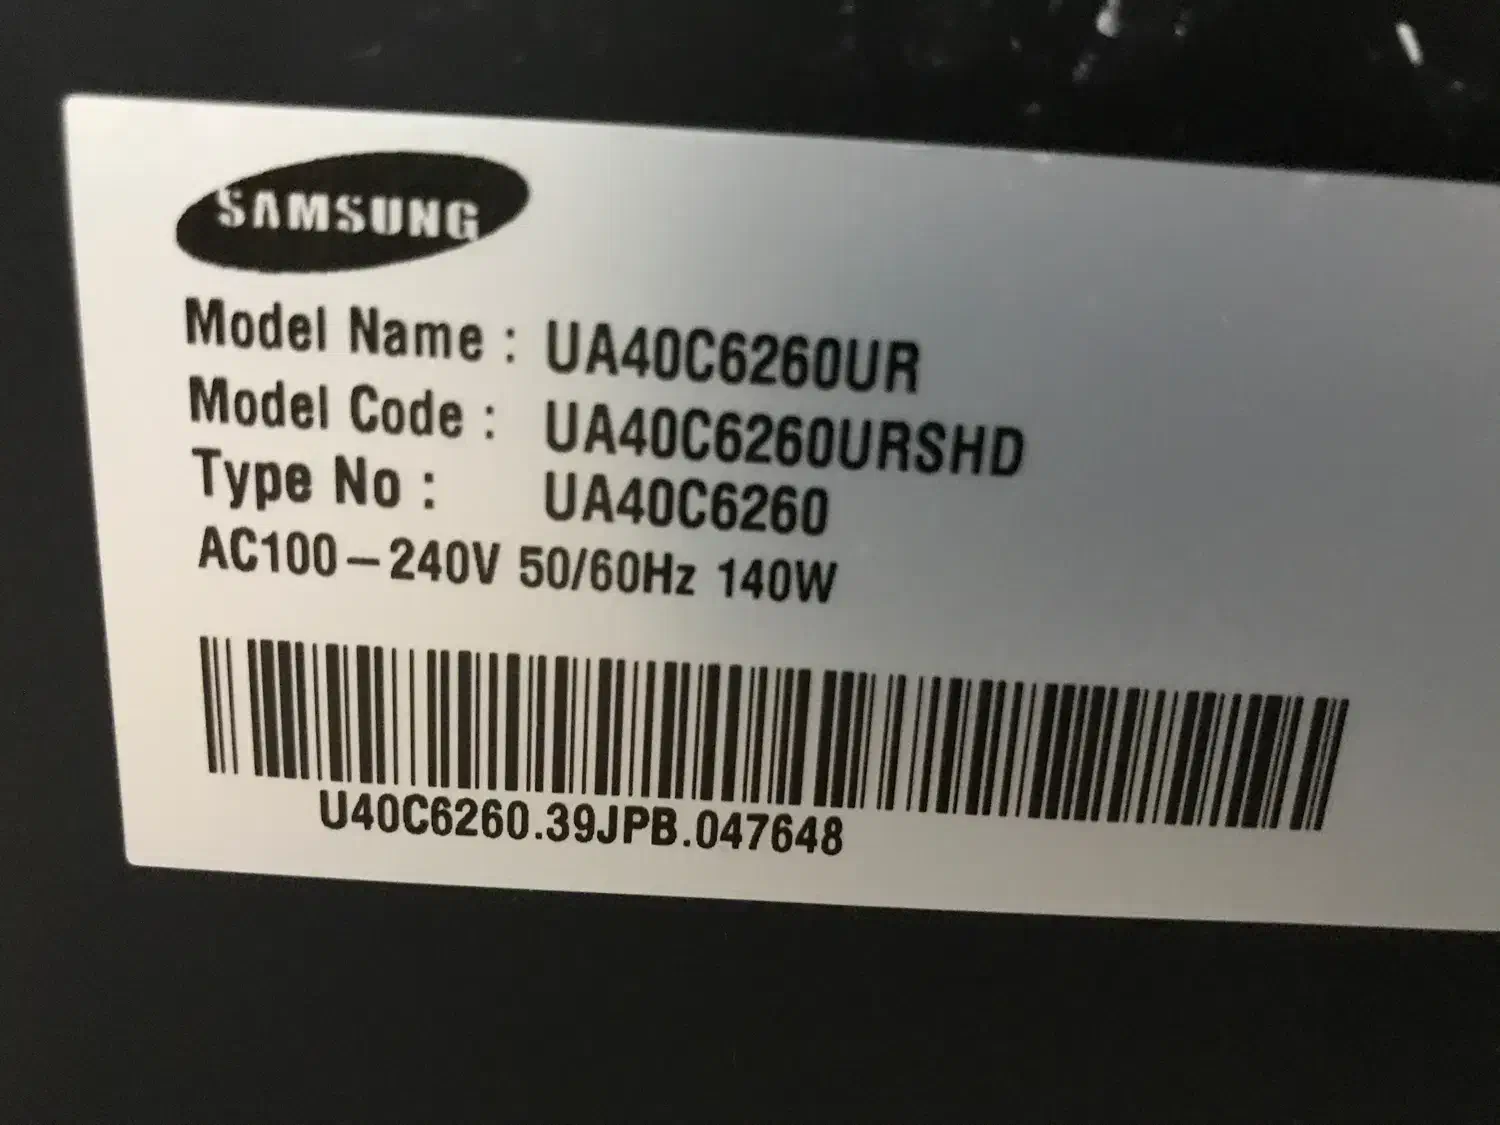 SAMSUNG
Model Name : UA40C6260UR
Model Code : UA40C6260URSHD
Type No : UA40C6260
AC100-240V 50/60Hz 140W
U40C6260.39JPB.047648